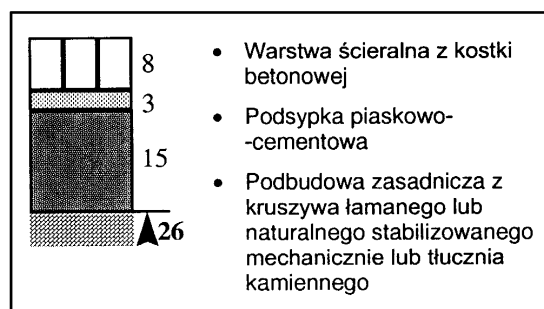 8
3
15
26
• Warstwa ścieralna z kostki
betonowej
• Podsypka piaskowo-
-cementowa
• Podbudowa zasadnicza z
kruszywa łamanego lub
naturalnego stabilizowanego
mechanicznie lub tłucznia
kamiennego